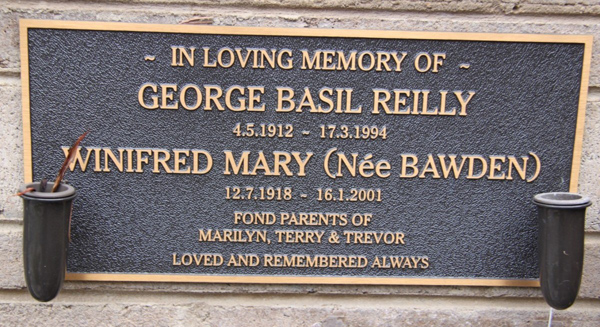 ~ IN LOVING MEMORY OF ~
GEORGE BASIL REILLY
4.5.1912 ~ 17.3.1994
WINIFRED MARY (Née BAWDEN)
12.7.1918 ~ 16.1.2001
FOND PARENTS OF
MARILYN, TERRY & TREVOR
LOVED AND REMEMBERED ALWAYS